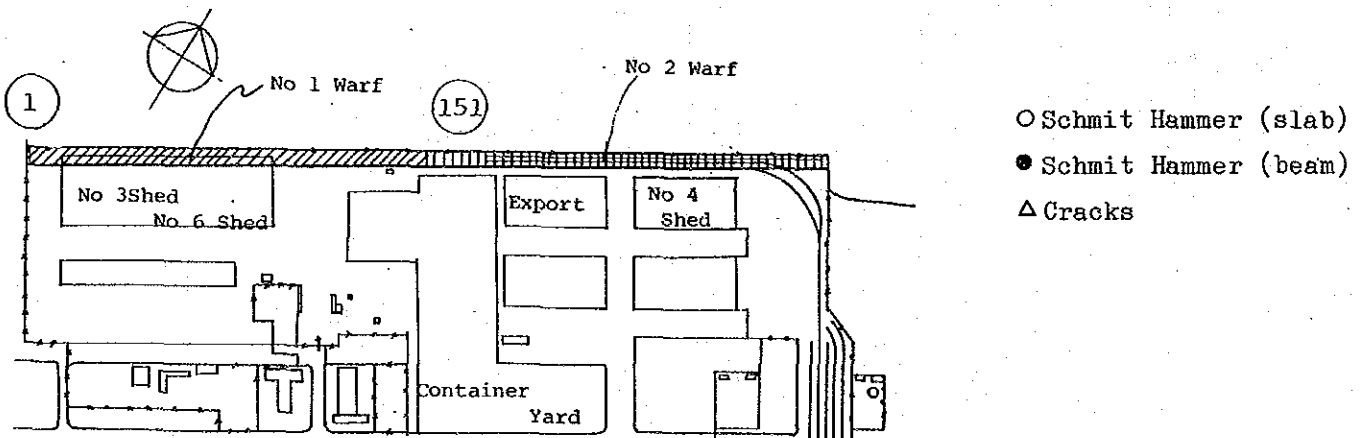 No 1 Warf
No 2 Warf
1
151
No 3Shed
No 6 Shed
Export
No 4
Shed
Container
Yard
Schmit Hammer (slab)
Schmit Hammer (beam)
Cracks